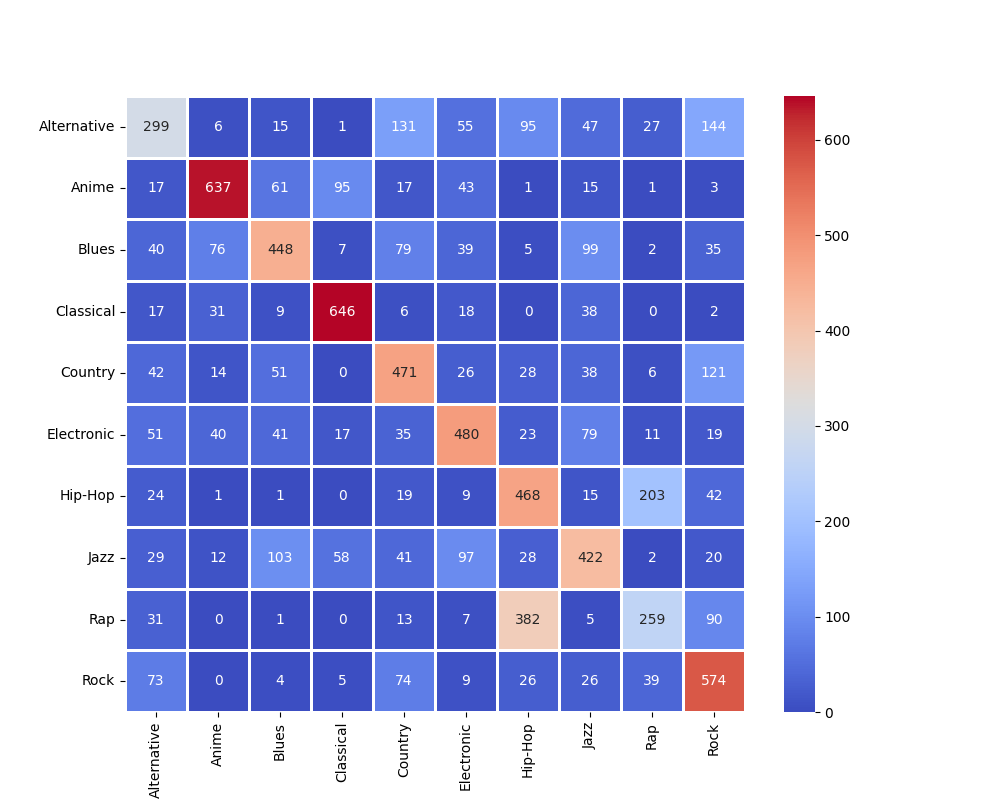 Alternative 299 6 15 1 131 55 95 47 27 144
Anime 17 637 61 95 17 43 1 15 1 3
Blues 40 76 448 7 79 39 5 99 2 35
Classical 17 31 9 646 6 18 0 38 0 2
Country 42 14 51 0 471 26 28 38 6 121
Electronic 51 40 41 17 35 480 23 79 11 19
Hip-Hop 24 1 1 0 19 9 468 15 203 42
Jazz 29 12 103 58 41 97 28 422 2 20
Rap 31 0 1 0 13 7 382 5 259 90
Rock 73 0 4 5 74 9 26 26 39 574
Alternative Anime Blues Classical Country Electronic Hip-Hop Jazz Rap Rock
600
500
400
300
200
100
0